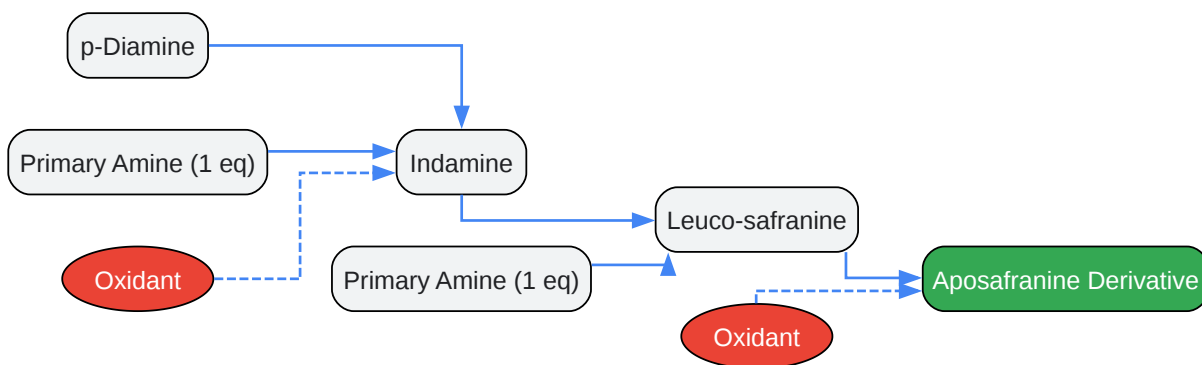 p-Diamine
Primary Amine (1 eq)
Indamine
Oxidant
Leuco-safranine
Primary Amine (1 eq)
Aposafranine Derivative
Oxidant